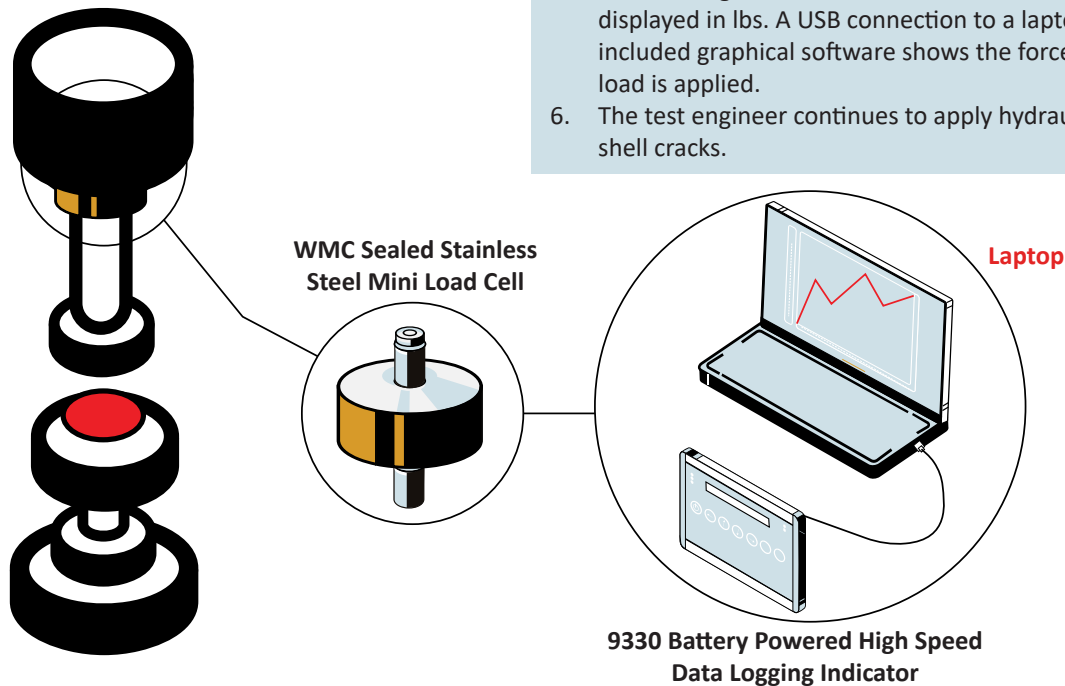 displayed in lbs. A USB connection to a
included graphical software shows the force
load is applied.
6. The test engineer continues to apply
shell cracks.
WMC Sealed Stainless
Steel Mini Load Cell
Laptop
9330 Battery Powered High Speed
Data Logging Indicator